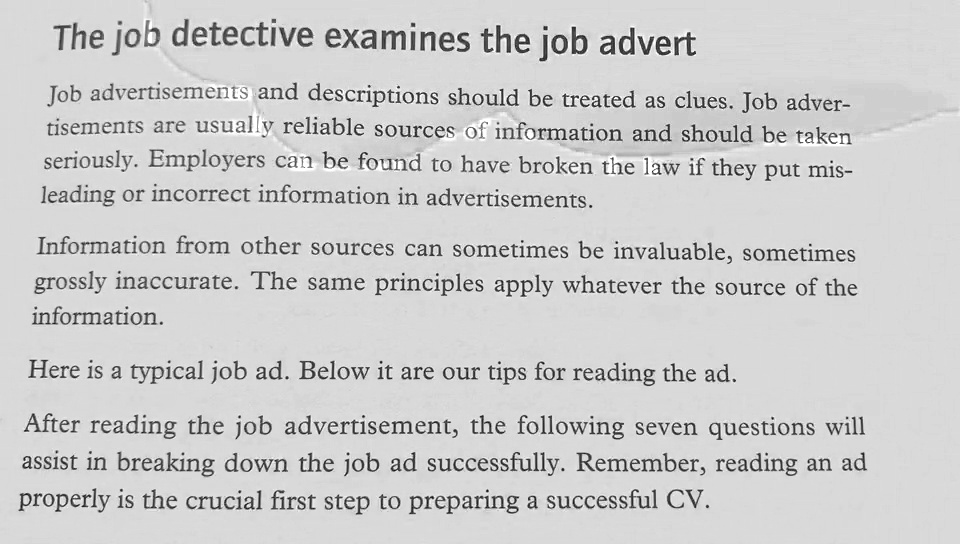 The job detective examines the job advert
Job advertisements and descriptions should be treated as clues. Job adver-
tisements are usually reliable sources of information and should be taken
seriously. Employers can be found to have broken the law if they put mis-
leading or incorrect information in advertisements.
Information from other sources can sometimes be invaluable, sometimes
grossly inaccurate. The same principles apply whatever the source of the
information.
Here is a typical job ad. Below it are our tips for reading the ad.
After reading the job advertisement, the following seven questions will
assist in breaking down the job ad successfully. Remember, reading an ad
properly is the crucial first step to preparing a successful CV.